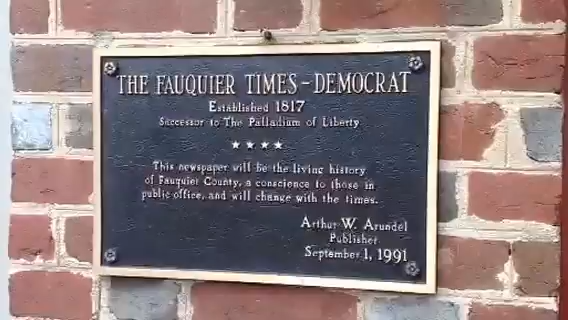 THE FAUQUIER TIMES-DEMOCRAT
Established 1817
Successor to The Palladium of Liberty
This newspaper will be the living history
of Fauquier County, a conscience to those in
public office, and will change with the times.
Arthur W. Arundel
Publisher
September 1, 1991